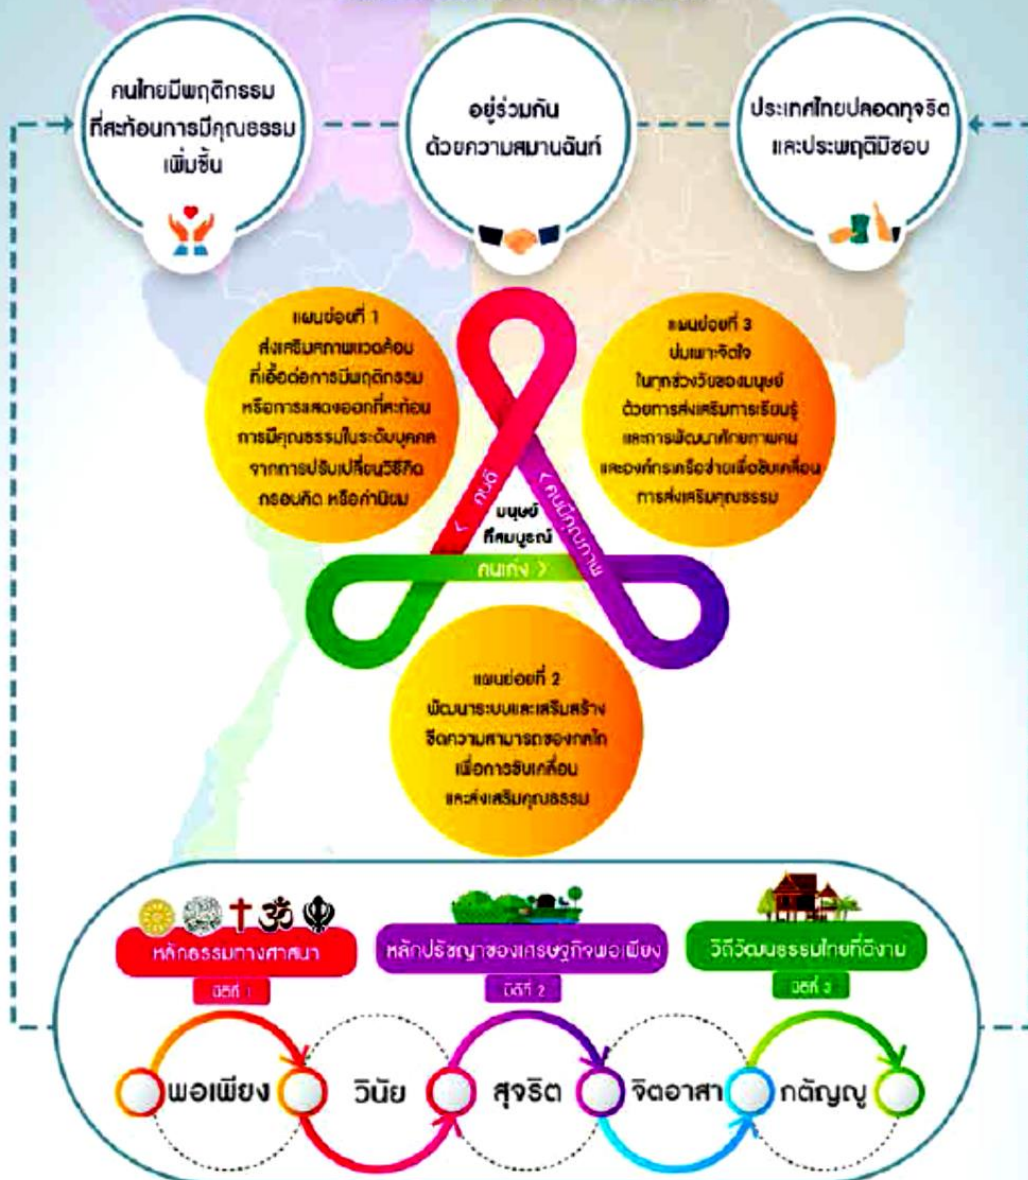 คนไทยมีพฤติกรรม
ที่สะท้อนการมีคุณธรรม
เพิ่มขึ้น
อยู่ร่วมกัน
ด้วยความสมานฉันท์
ประเทศไทยปลอดทุจริต
และประพฤติมิชอบ
แผนย่อยที่ 1
ส่งเสริมสภาพแวดล้อม
ที่เอื้อต่อการมีพฤติกรรม
หรือการแสดงออกที่สะท้อน
การมีคุณธรรมในระดับบุคคล
จากการปรับเปลี่ยนวิธีคิด
กรอบคิด หรือค่านิยม
แผนย่อยที่ 3
บ่มเพาะจิตใจ
ในทุกช่วงวัยของมนุษย์
ด้วยการส่งเสริมการเรียนรู้
และการพัฒนาศักยภาพคน
และองค์กรเครือข่ายเพื่อขับเคลื่อน
การส่งเสริมคุณธรรม
< คนดี
< คนมีคุณภาพ
มนุษย์
ที่สมบูรณ์
คนเก่ง >
แผนย่อยที่ 2
พัฒนาระบบและเสริมสร้าง
ขีดความสามารถของกลไก
เพื่อการขับเคลื่อน
และส่งเสริมคุณธรรม
หลักธรรมทางศาสนา
มิติที่ 1
หลักปรัชญาของเศรษฐกิจพอเพียง
มิติที่ 2
วิถีวัฒนธรรมไทยที่ดีงาม
มิติที่ 3
พอเพียง
วินัย
สุจริต
จิตอาสา
กตัญญู